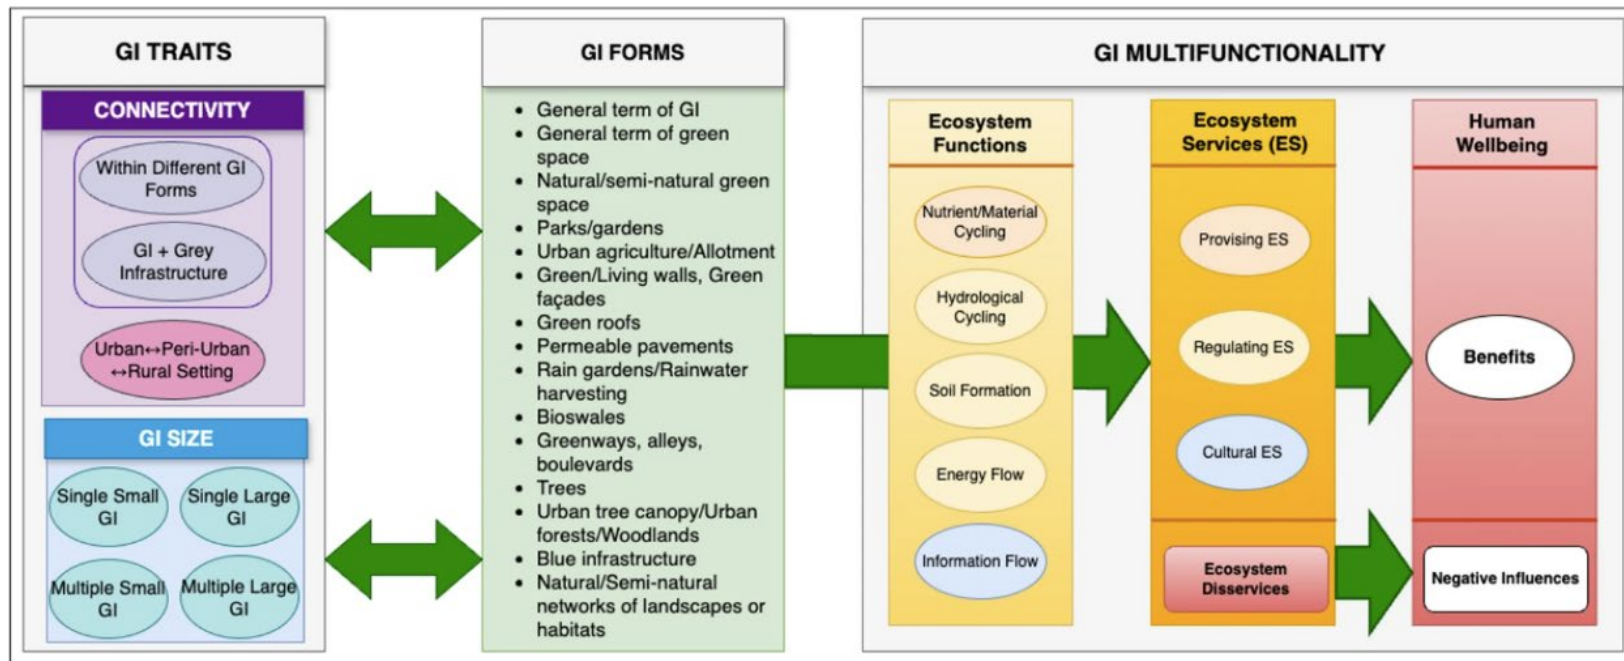 GI TRAITS
CONNECTIVITY
Within Different GI
Forms
GI + Grey
Infrastructure
Urban↔Peri-Urban
↔Rural Setting
GI SIZE
Single Small
GI
Single Large
GI
Multiple Small
GI
Multiple Large
GI
GI FORMS
• General term of GI
• General term of green
space
• Natural/semi-natural green
space
• Parks/gardens
• Urban agriculture/Allotment
• Green/Living walls, Green
façades
• Green roofs
• Permeable pavements
• Rain gardens/Rainwater
harvesting
• Bioswales
• Greenways, alleys,
boulevards
• Trees
• Urban tree canopy/Urban
forests/Woodlands
• Blue infrastructure
• Natural/Semi-natural
networks of landscapes or
habitats
GI MULTIFUNCTIONALITY
Ecosystem
Functions
Nutrient/Material
Cycling
Hydrological
Cycling
Soil Formation
Energy Flow
Information Flow
Ecosystem
Services (ES)
Provising ES
Regulating ES
Cultural ES
Ecosystem
Disservices
Human
Wellbeing
Benefits
Negative Influences